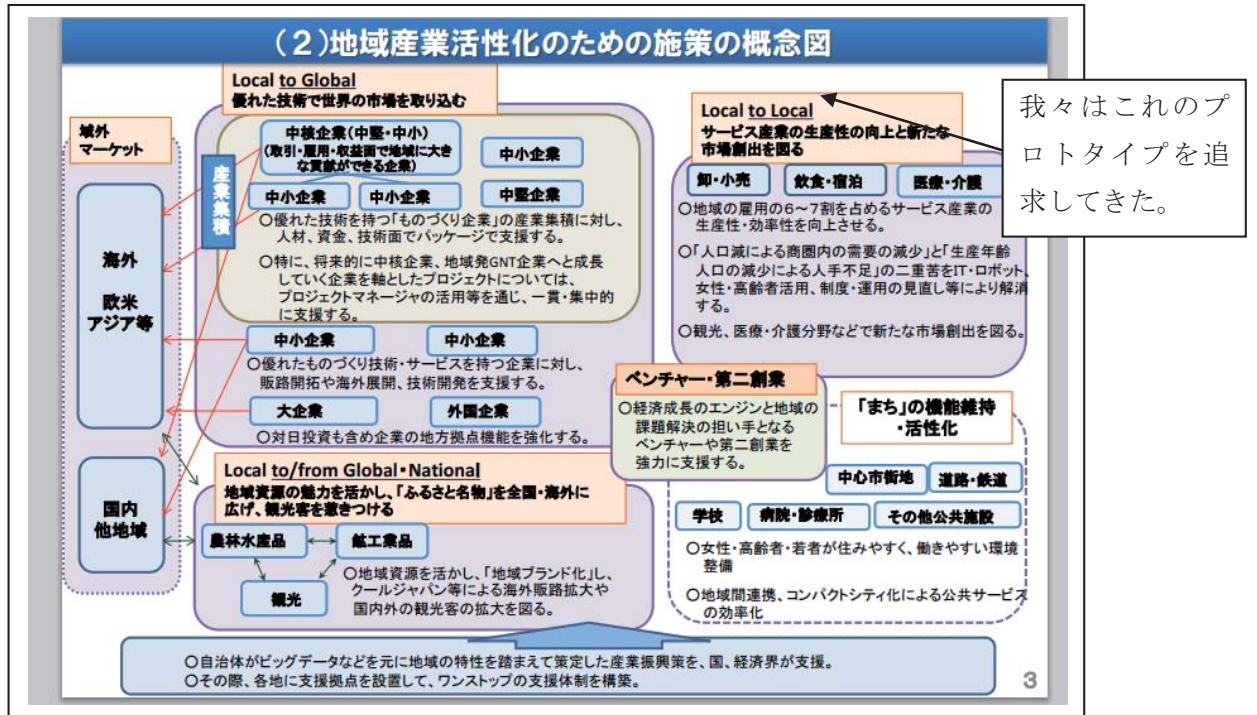 (2)地域産業活性化のための施策の概念図
域外
マーケット
海外
欧米
アジア等
国内
他地域
Local to Global
優れた技術で世界の市場を取り込む
産業集積
中核企業(中堅・中小)
(取引・雇用・収益面で地域に大き
な貢献ができる企業)
中小企業
中小企業
中小企業
中堅企業
○優れた技術を持つ「ものづくり企業」の産業集積に対し、
人材、資金、技術面でパッケージで支援する。
○特に、将来的に中核企業、地域発GNT企業へと成長
していく企業を軸としたプロジェクトについては、
プロジェクトマネージャの活用等を通じ、一貫・集中的
に支援する。
中小企業
中小企業
○優れたものづくり技術・サービスを持つ企業に対し、
販路開拓や海外展開、技術開発を支援する。
大企業
外国企業
○対日投資も含め企業の地方拠点機能を強化する。
Local to/from Global・National
地域資源の魅力を活かし、「ふるさと名物」を全国・海外に
広げ、観光客を惹きつける
農林水産品
鉱工業品
観光
○地域資源を活かし、「地域ブランド化」し、
クールジャパン等による海外販路拡大や
国内外の観光客の拡大を図る。
Local to Local
サービス産業の生産性の向上と新たな
市場創出を図る
卸・小売
飲食・宿泊
医療・介護
○地域の雇用の6~7割を占めるサービス産業の
生産性・効率性を向上させる。
○「人口減による商圏内の需要の減少」と「生産年齢
人口の減少による人手不足」の二重苦をIT・ロボット、
女性・高齢者活用、制度・運用の見直し等により解消
する。
○観光、医療・介護分野などで新たな市場創出を図る。
我々はこれのプ
ロトタイプを追
求してきた。
ベンチャー・第二創業
○経済成長のエンジンと地域の
課題解決の担い手となる
ベンチャーや第二創業を
強力に支援する。
「まち」の機能維持
・活性化
中心市街地
道路・鉄道
学校
病院・診療所
その他公共施設
○女性・高齢者・若者が住みやすく、働きやすい環境
整備
○地域間連携、コンパクトシティ化による公共サービス
の効率化
○自治体がビッグデータなどを元に地域の特性を踏まえて策定した産業振興策を、国、経済界が支援。
○その際、各地に支援拠点を設置して、ワンストップの支援体制を構築。
3